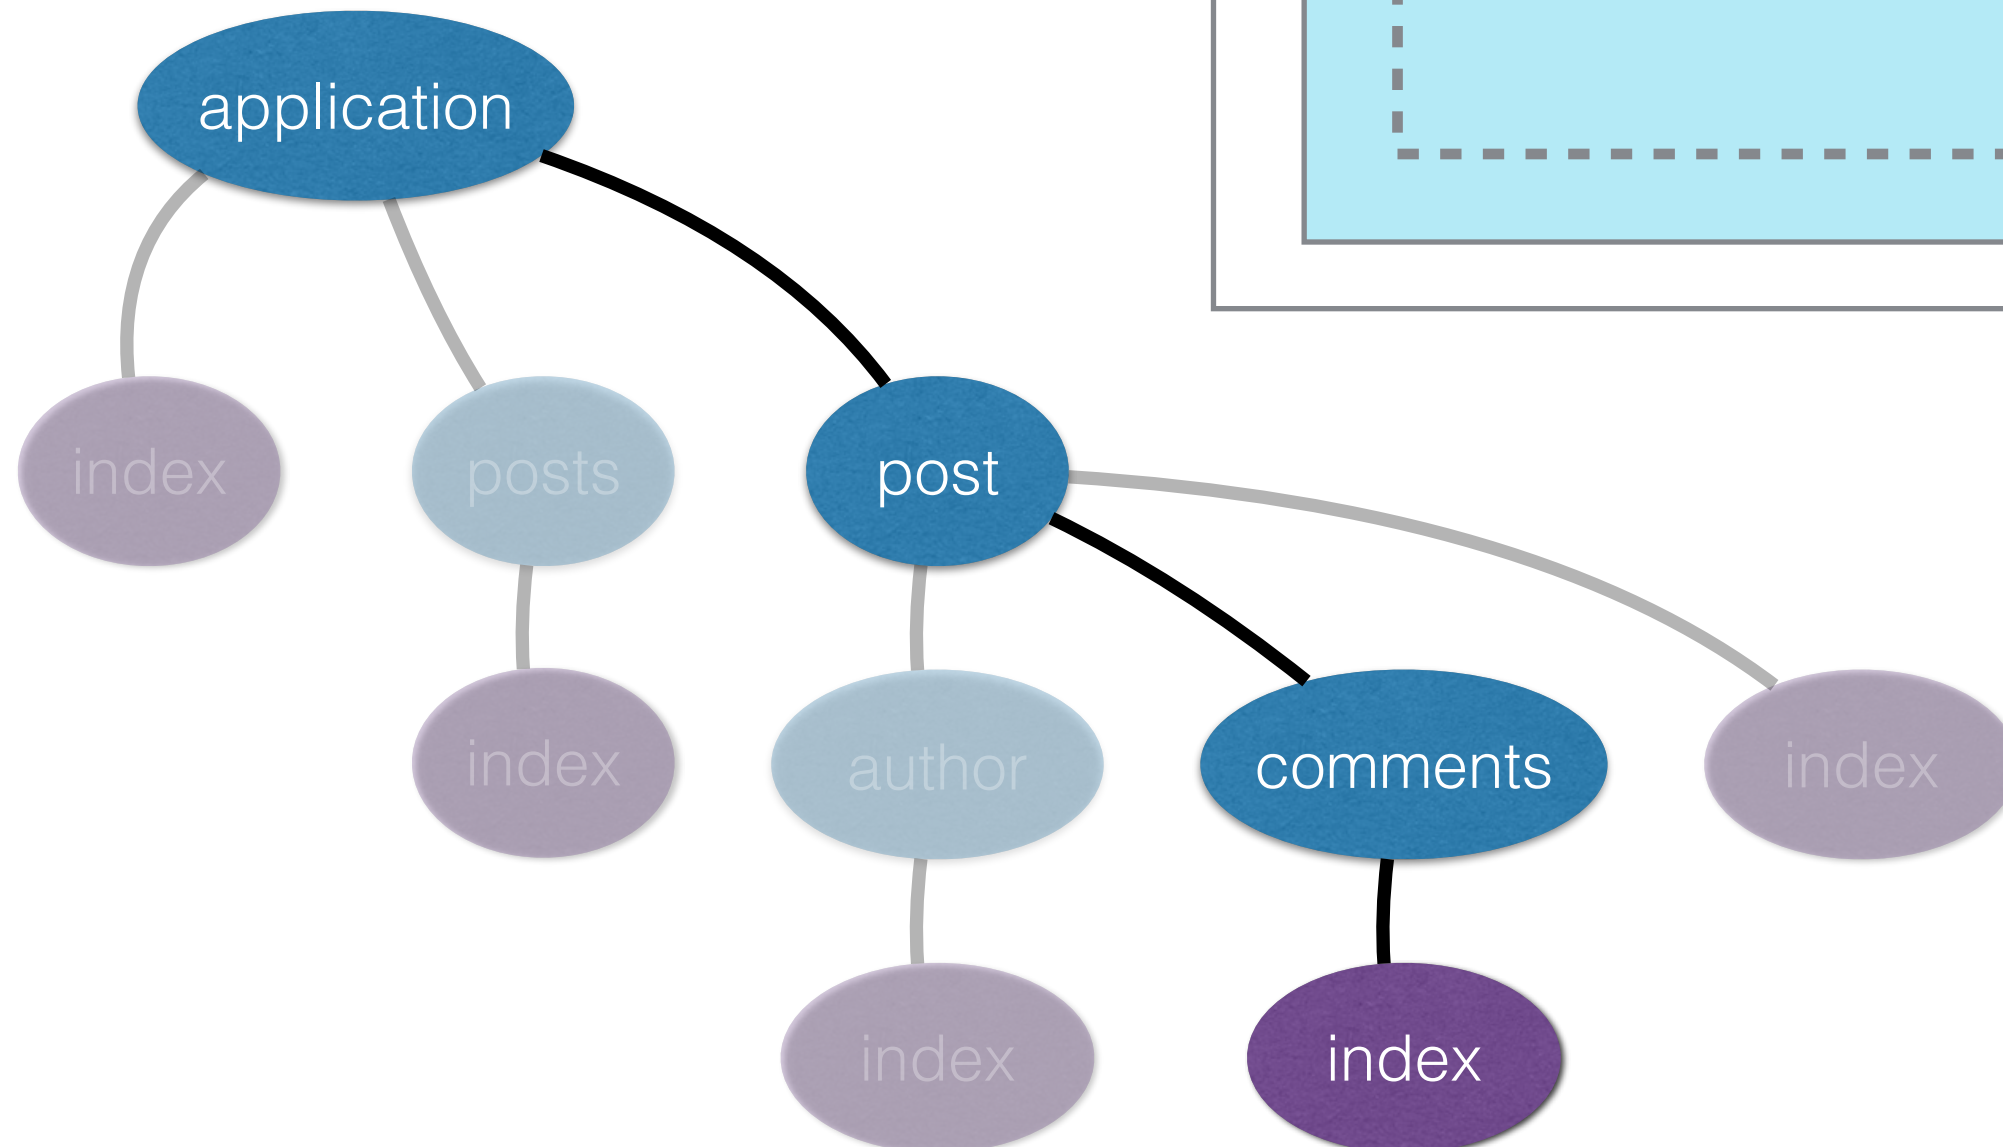 application
index
posts
post
index
author
comments
index
index
index